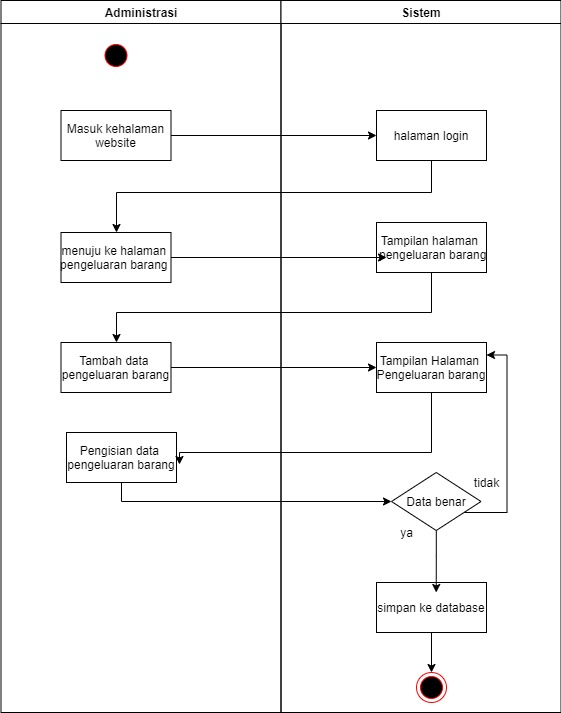 Administrasi
Sistem
Masuk kehalaman
website
halaman login
menuju ke halaman
pengeluaran barang
Tampilan halaman
pengeluaran barang
Tambah data
pengeluaran barang
Tampilan Halaman
Pengeluaran barang
Pengisian data
pengeluaran barang
Data benar
tidak
ya
simpan ke database